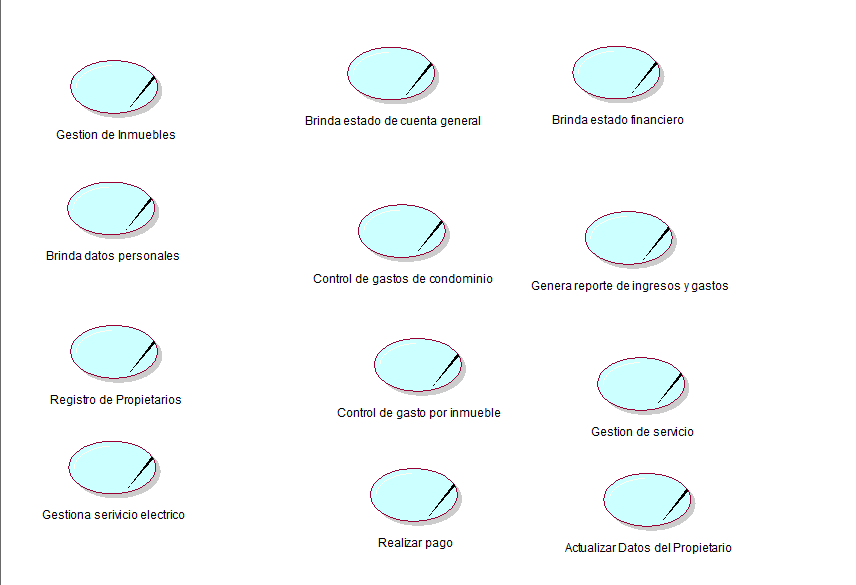 Gestion de Inmuebles
Brinda estado de cuenta general
Brinda estado financiero
Brinda datos personales
Control de gastos de condominio
Genera reporte de ingresos y gastos
Registro de Propietarios
Control de gasto por inmueble
Gestion de servicio
Gestiona serivicio electrico
Realizar pago
Actualizar Datos del Propietario